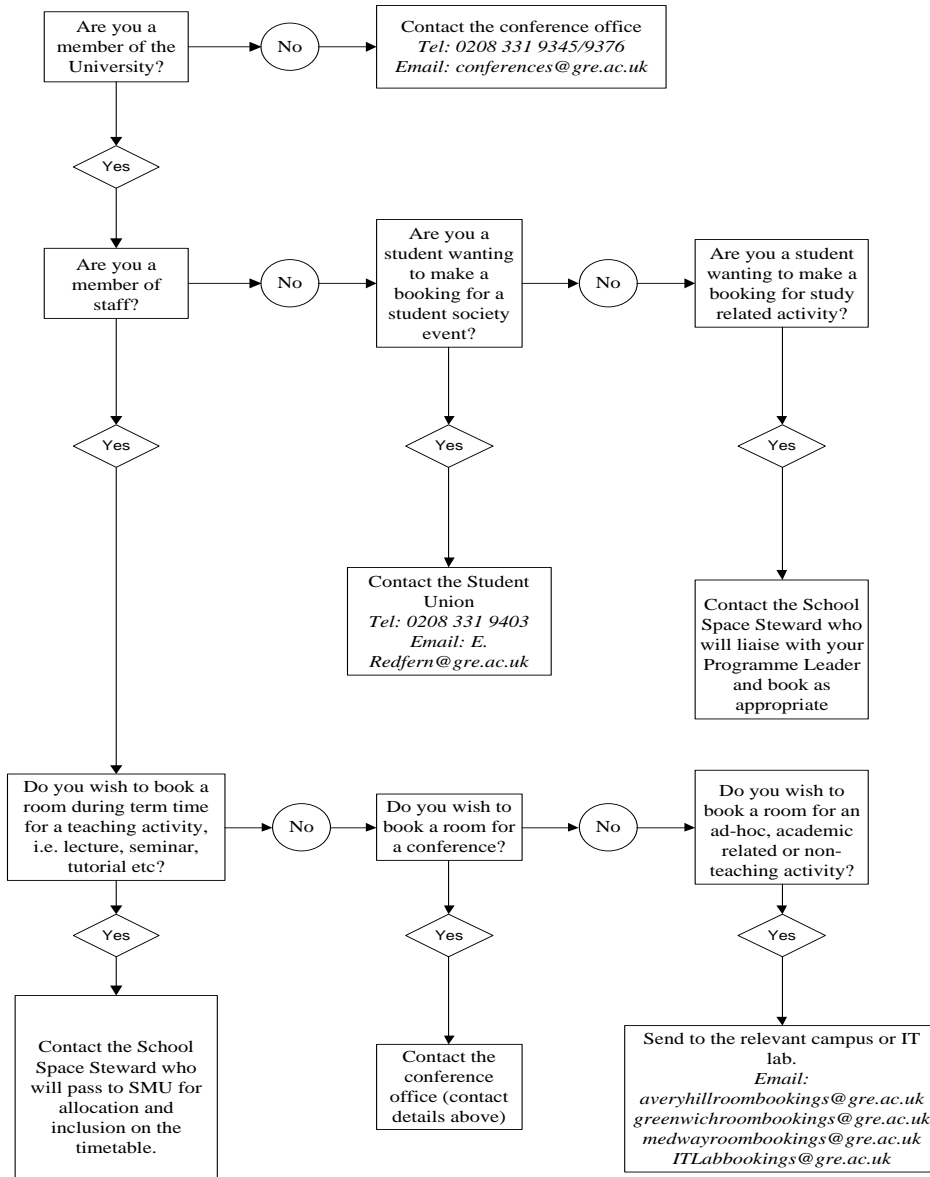 Are you a
member of the
University?
No
Contact the conference office
Tel: 0208 331 9345/9376
Email: conferences@gre.ac.uk
Yes
Are you a
member of
staff?
No
Are you a
student wanting
to make a
booking for a
student society
event?
No
Are you a student
wanting to make a
booking for study
related activity?
Yes
Yes
Yes
Contact the Student
Union
Tel: 0208 331 9403
Email: E.
Redfern@gre.ac.uk
Contact the School
Space Steward who
will liaise with your
Programme Leader
and book as
appropriate
Do you wish to book a
room during term time
for a teaching activity,
i.e. lecture, seminar,
tutorial etc?
No
Do you wish to
book a room for
a conference?
No
Do you wish to
book a room for an
ad-hoc, academic
related or non-
teaching activity?
Yes
Yes
Yes
Contact the School
Space Steward who
will pass to SMU for
allocation and
inclusion on the
timetable.
Contact the
conference
office (contact
details above)
Send to the relevant campus or IT
lab.
Email:
averyhillroombookings@gre.ac.uk
greenwichroombookings@gre.ac.uk
medwayroombookings@gre.ac.uk
ITLabbookings@gre.ac.uk